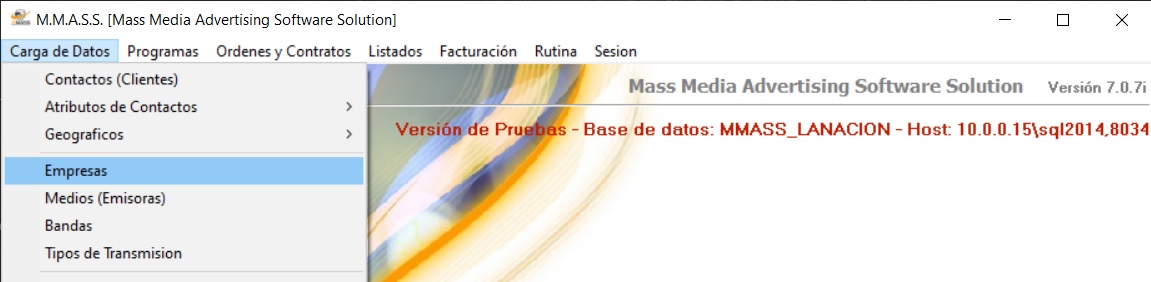 M.M.A.S.S. [Mass Media Advertising Software Solution]
Carga de Datos Programas Ordenes y Contratos Listados Facturación Rutina Sesion
Contactos (Clientes)
Atributos de Contactos
Geograficos
Empresas
Medios (Emisoras)
Bandas
Tipos de Transmision
Mass Media Advertising Software Solution Versión 7.0.7i
Versión de Pruebas - Base de datos: MMASS_LANACION - Host: 10.0.0.15\sql2014,8034